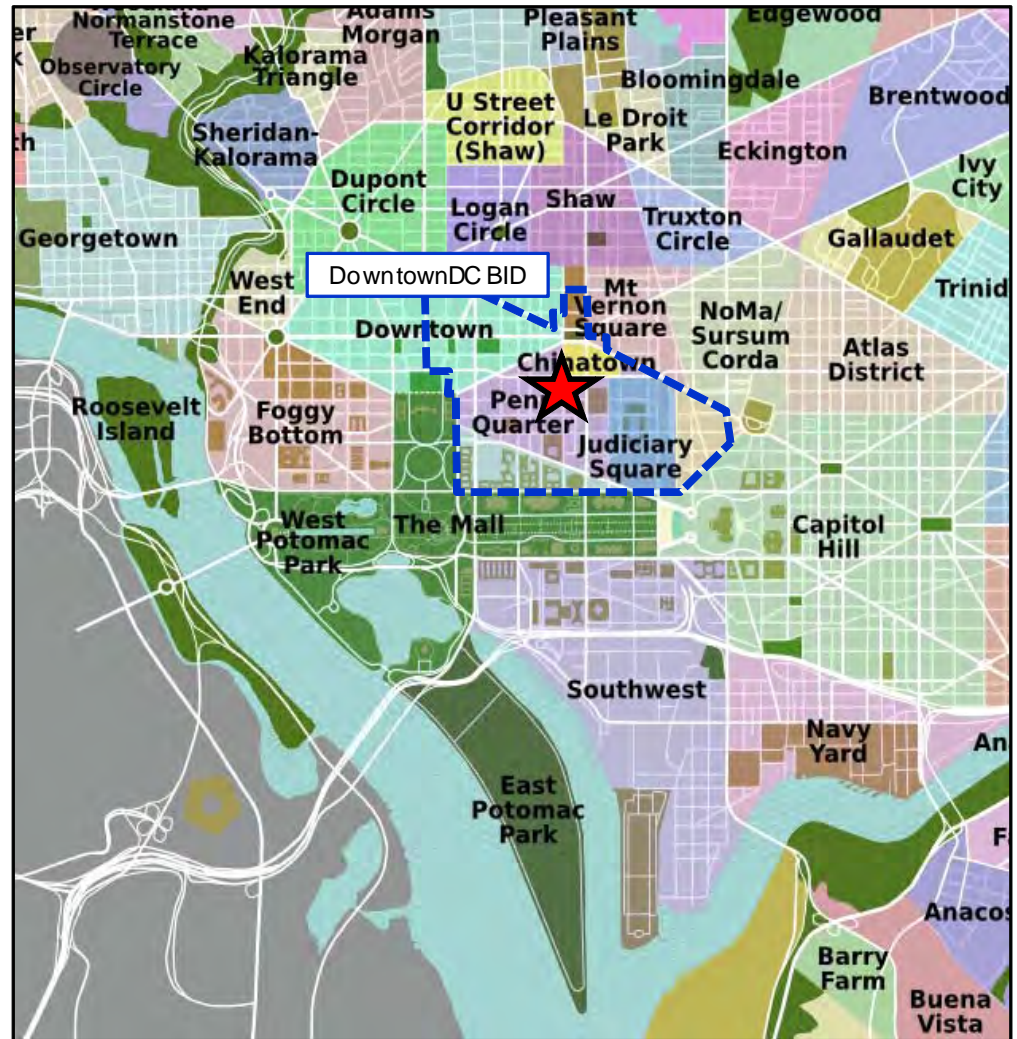 Normanstone
Terrace
Adams
Morgan
Pleasant
Plains
Edgewood
Observatory
Circle
Kalorama
Triangle
Bloomingdale
Brentwood
U Street
Corridor
(Shaw)
Le Droit
Park
Sheridan-
Kalorama
Eckington
Ivy
City
Dupont
Circle
Logan
Circle
Shaw
Truxton
Circle
Georgetown
Gallaudet
West
End
DowntownDC BID
Mt
Vernon
Square
Trinid
Downtown
NoMa/
Sursum
Corda
Atlas
District
Chinatown
Roosevelt
Island
Foggy
Bottom
Penn
Quarter
Judiciary
Square
West
Potomac
Park
The Mall
Capitol
Hill
Southwest
Navy
Yard
An
East
Potomac
Park
Anacos
Barry
Farm
Buena
Vista